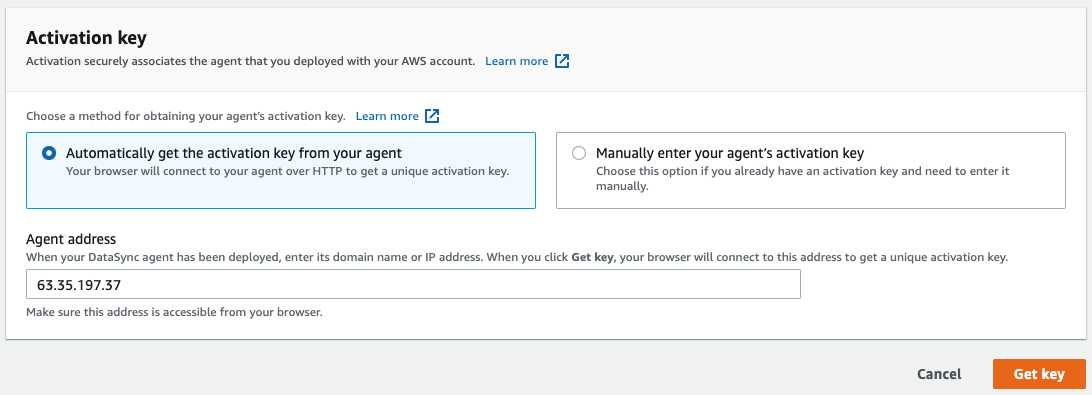 Activation key
Activation securely associates the agent that you deployed with your AWS account. Learn more
Choose a method for obtaining your agent's activation key. Learn more
Automatically get the activation key from your agent
Your browser will connect to your agent over HTTP to get a unique activation key.
Manually enter your agent's activation key
Choose this option if you already have an activation key and need to enter it
manually.
Agent address
When your DataSync agent has been deployed, enter its domain name or IP address. When you click Get key, your browser will connect to this address to get a unique activation key.
63.35.197.37
Make sure this address is accessible from your browser.
Cancel Get key